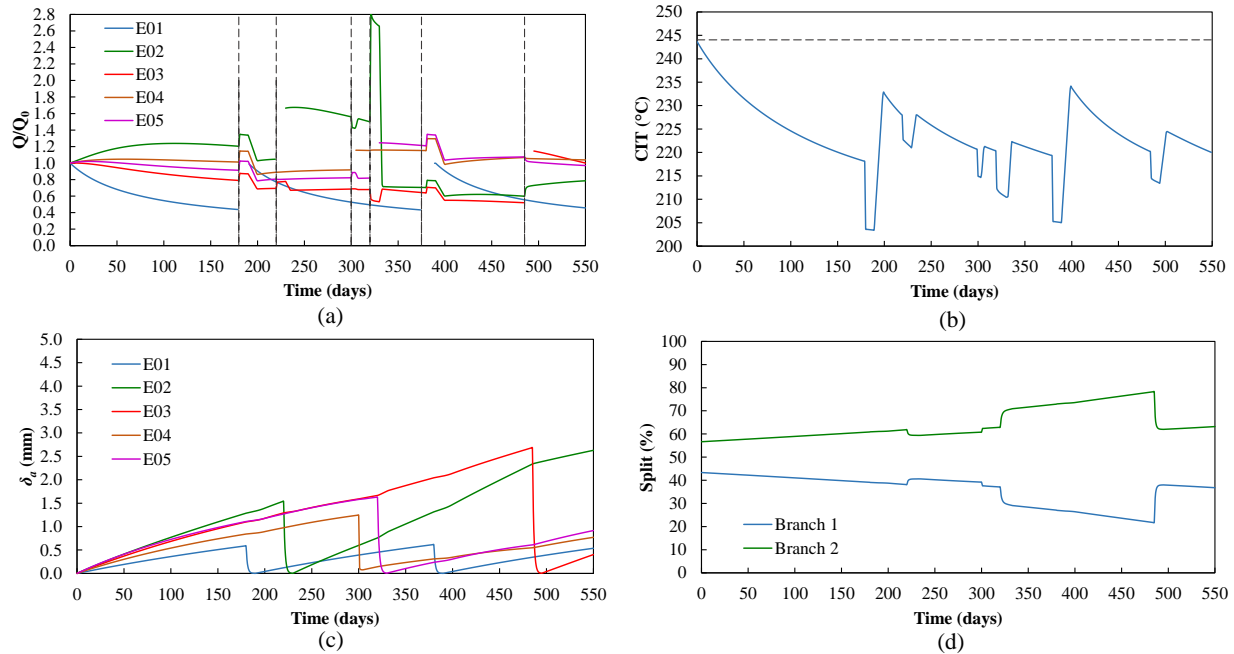 2.8
2.6
2.4
2.2
2.0
1.8
1.6
1.4
1.2
1.0
0.8
0.6
0.4
0.2
0.0
Q/Q0
E01
E02
E03
E04
E05
0 50 100 150 200 250 300 350 400 450 500 550
Time (days)
(a)
250
245
240
235
230
225
220
215
210
205
200
CIT (°C)
0 50 100 150 200 250 300 350 400 450 500 550
Time (days)
(b)
5.0
4.5
4.0
3.5
3.0
2.5
2.0
1.5
1.0
0.5
0.0
δa (mm)
E01
E02
E03
E04
E05
0 50 100 150 200 250 300 350 400 450 500 550
Time (days)
(c)
100
90
80
70
60
50
40
30
20
10
0
Split (%)
Branch 1
Branch 2
0 50 100 150 200 250 300 350 400 450 500 550
Time (days)
(d)